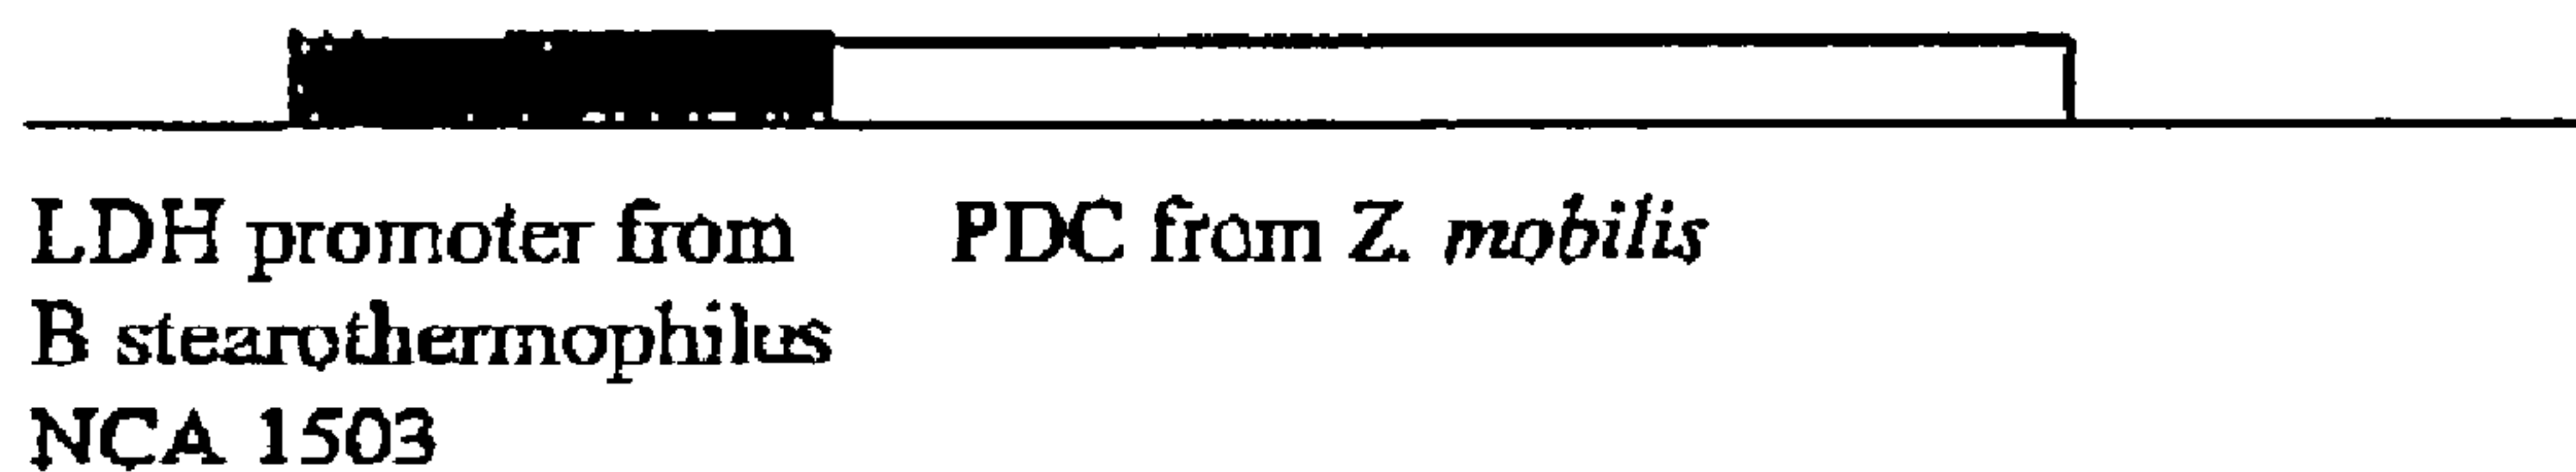 LDH promoter from PDC from Z. mobilis
B stearothermophilus
NCA 1503